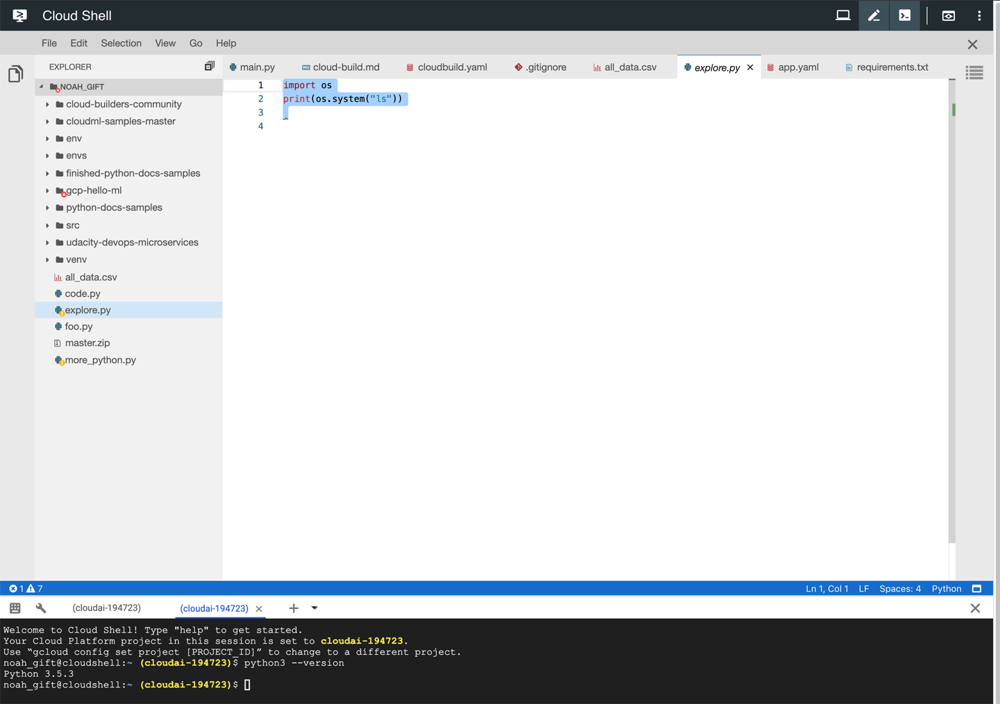 Cloud Shell
File Edit Selection View Go Help
EXPLORER
NOAH_GIFT
cloud-builders-community
cloudml-samples-master
env
envs
finished-python-docs-samples
gcp-hello-ml
python-docs-samples
src
udacity-devops-microservices
venv
all_data.csv
code.py
explore.py
foo.py
master.zip
more_python.py
main.py cloud-build.md cloudbuild.yaml .gitignore all_data.csv explore.py app.yaml requirements.txt
1 import os
2 print(os.system("ls"))
3
4
1 7 Ln 1, Col 1 LF Spaces: 4 Python
(cloudai-194723) (cloudai-194723)
Welcome to Cloud Shell! Type "help" to get started.
Your Cloud Platform project in this session is set to cloudai-194723.
Use “gcloud config set project [PROJECT_ID]” to change to a different project.
noah_gift@cloudshell:~ (cloudai-194723)$ python3 --version
Python 3.5.3
noah_gift@cloudshell:~ (cloudai-194723)$